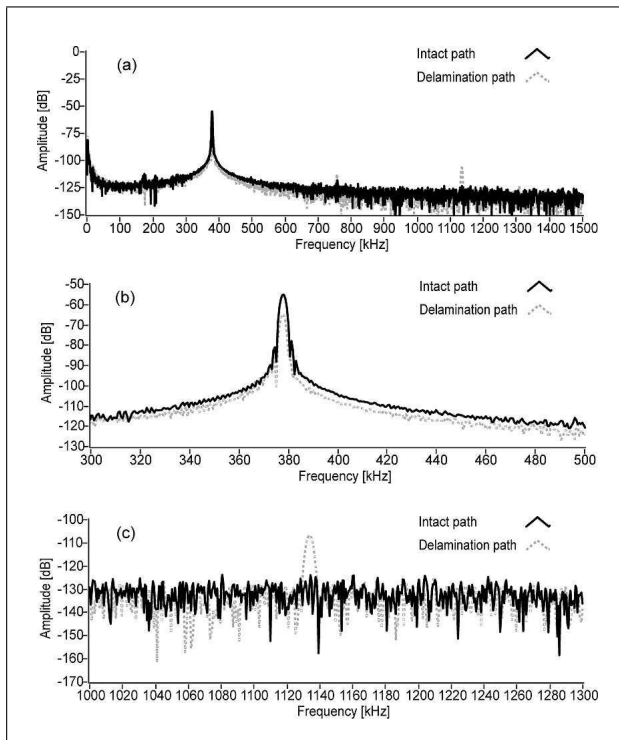 (a)
Intact path
Delamination path
Amplitude [dB]
0
-25
-50
-75
-100
-125
-150
0 100 200 300 400 500 600 700 800 900 1000 1100 1200 1300 1400 1500
Frequency [kHz]
(b)
Intact path
Delamination path
Amplitude [dB]
-50
-60
-70
-80
-90
-100
-110
-120
-130
300 320 340 360 380 400 420 440 460 480 500
Frequency [kHz]
(c)
Intact path
Delamination path
Amplitude [dB]
-100
-110
-120
-130
-140
-150
-160
-170
1000 1020 1040 1060 1080 1100 1120 1140 1160 1180 1200 1220 1240 1260 1280 1300
Frequency [kHz]